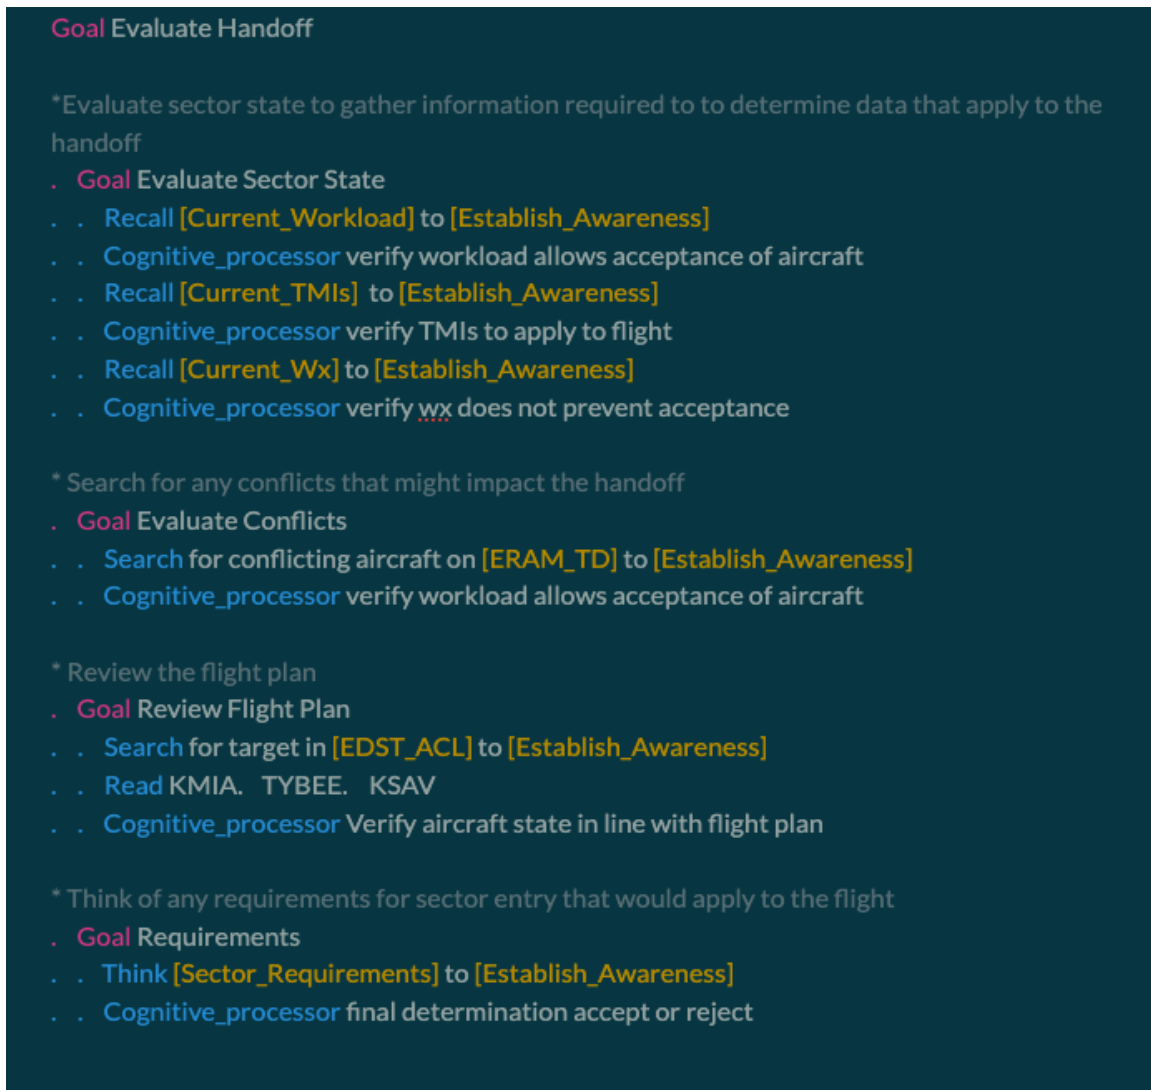 Goal Evaluate Handoff
*Evaluate sector state to gather information required to to determine data that apply to the
handoff
. Goal Evaluate Sector State
. . Recall [Current_Workload] to [Establish_Awareness]
. . Cognitive_processor verify workload allows acceptance of aircraft
. . Recall [Current_TMIs] to [Establish_Awareness]
. . Cognitive_processor verify TMIs to apply to flight
. . Recall [Current_Wx] to [Establish_Awareness]
. . Cognitive_processor verify wx does not prevent acceptance
* Search for any conflicts that might impact the handoff
. Goal Evaluate Conflicts
. . Search for conflicting aircraft on [ERAM_TD] to [Establish_Awareness]
. . Cognitive_processor verify workload allows acceptance of aircraft
* Review the flight plan
. Goal Review Flight Plan
. . Search for target in [EDST_ACL] to [Establish_Awareness]
. . Read KMIA. TYBEE. KSAV
. . Cognitive_processor Verify aircraft state in line with flight plan
* Think of any requirements for sector entry that would apply to the flight
. Goal Requirements
. . Think [Sector_Requirements] to [Establish_Awareness]
. . Cognitive_processor final determination accept or reject